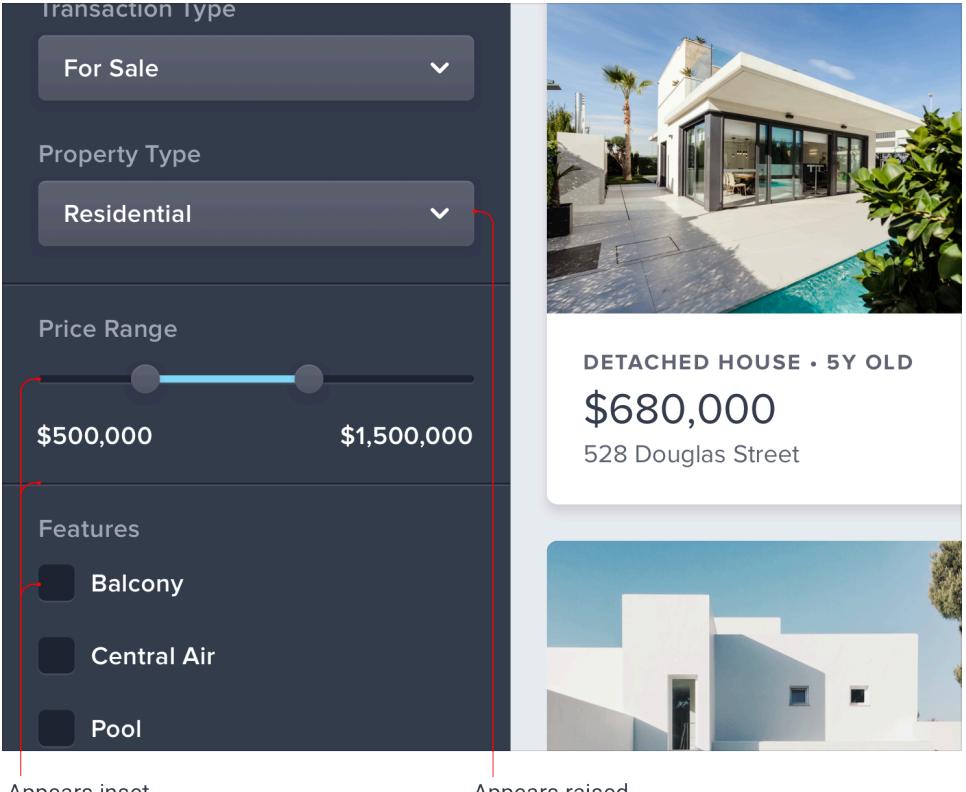 Transaction Type
For Sale
Property Type
Residential
Price Range
$500,000
$1,500,000
Features
Balcony
Central Air
Pool
DETACHED HOUSE • 5Y OLD
$680,000
528 Douglas Street
Appears inset
Appears raised